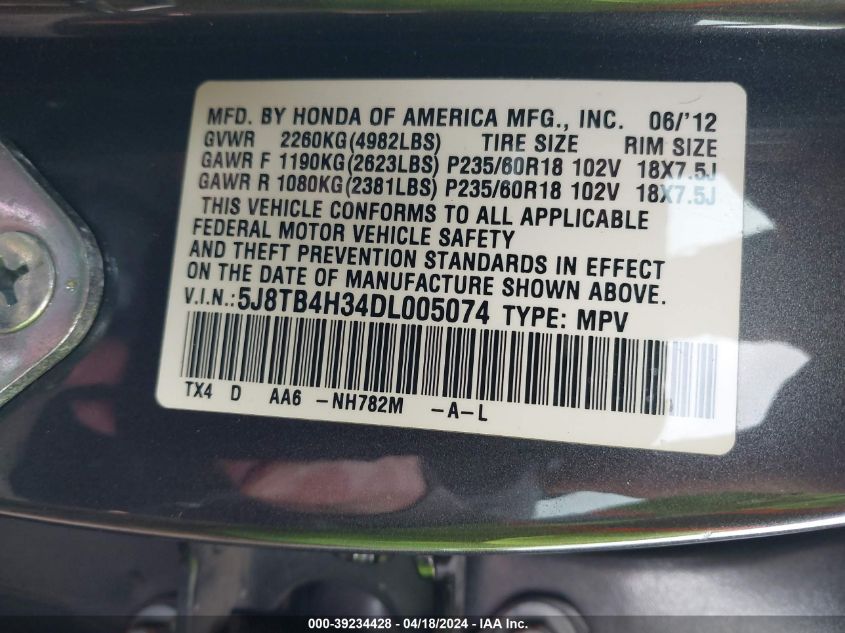 MFD. BY HONDA OF AMERICA MFG., INC. 06/'12
GVWR 2260KG(4982LBS) TIRE SIZE RIM SIZE
GAWR F 1190KG(2623LBS) P235/60R18 102V 18X7.5J
GAWR R 1080KG(2381LBS) P235/60R18 102V 18X7.5J
THIS VEHICLE CONFORMS TO ALL APPLICABLE
FEDERAL MOTOR VEHICLE SAFETY
AND THEFT PREVENTION STANDARDS IN EFFECT
ON THE DATE OF MANUFACTURE SHOWN ABOVE.
V.I.N.:5J8TB4H34DL005074 TYPE: MPV
TX4 D AA6 -NH782M -A-L
000-39234428 - 04/18/2024 - IAA Inc.